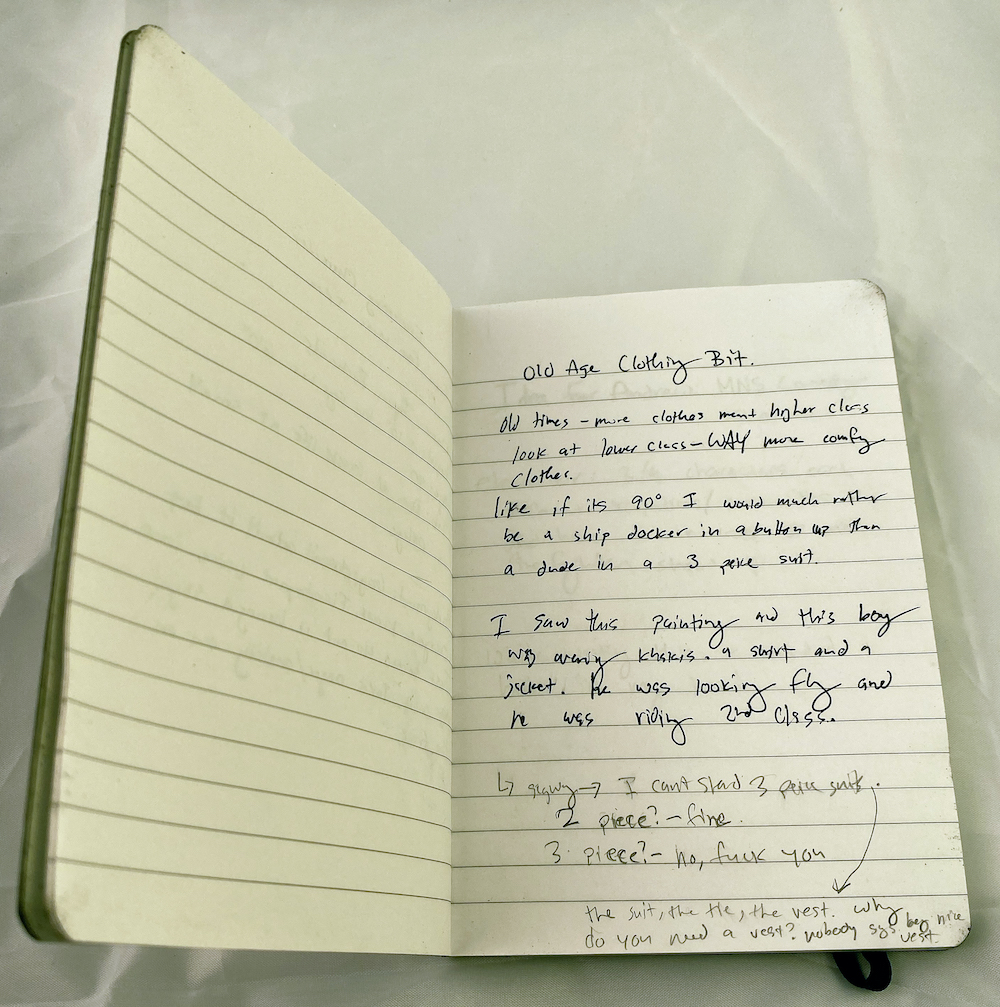 Old Age Clothing Bit.
Old times - more clothes ment higher class
look at lower class - WAY more comfy
clothes.
like if its 90° I would much rather
be a ship docker in a button up than
a dude in a 3 peice suit.
I saw this painting and this boy
was wearing khakis. a shirt and a
jacket. He was looking fly and
he was riding 2nd class.
↳ segwy → I cant stand 3 peice suits.
2 piece? - fine.
3 piece? - no, fuck you
the suit, the tie, the vest. why
do you need a vest? nobody sys hey nice
vest.